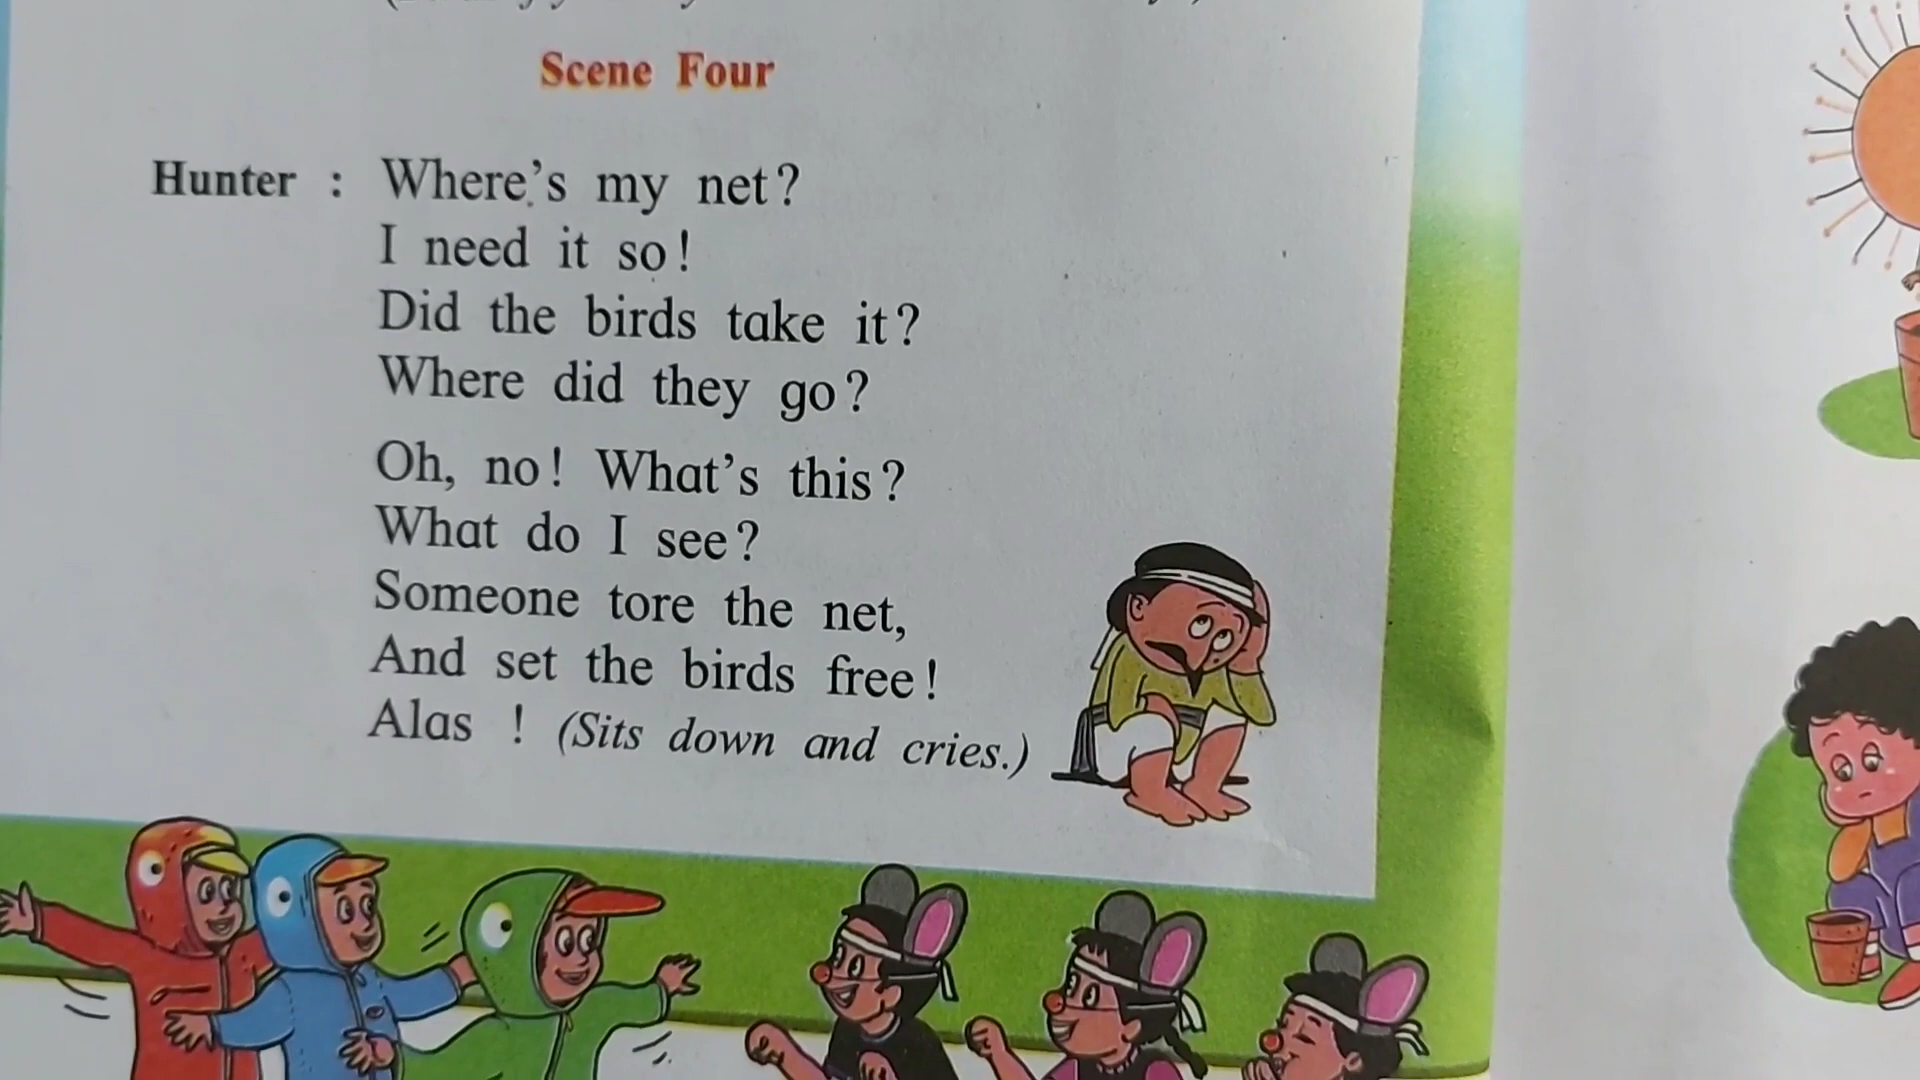 Scene Four
Hunter : Where's my net?
I need it so!
Did the birds take it?
Where did they go?
Oh, no! What's this?
What do I see?
Someone tore the net,
And set the birds free!
Alas ! (Sits down and cries.)